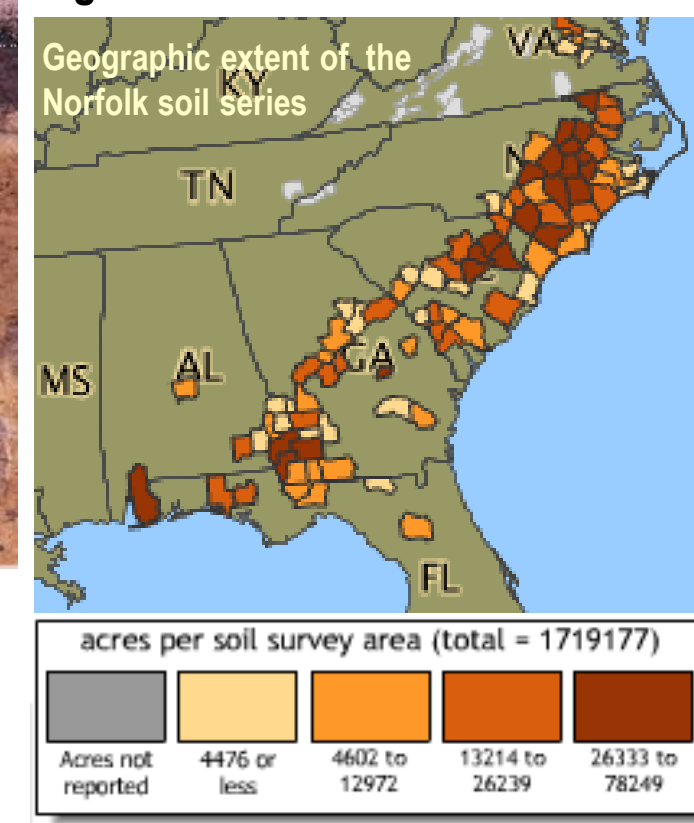 Geographic extent of the
Norfolk soil series
VA
KY
N
TN
GA
AL
MS
FL
acres per soil survey area (total = 1719177)
Acres not
reported
4476 or
less
4602 to
12972
13214 to
26239
26333 to
78249